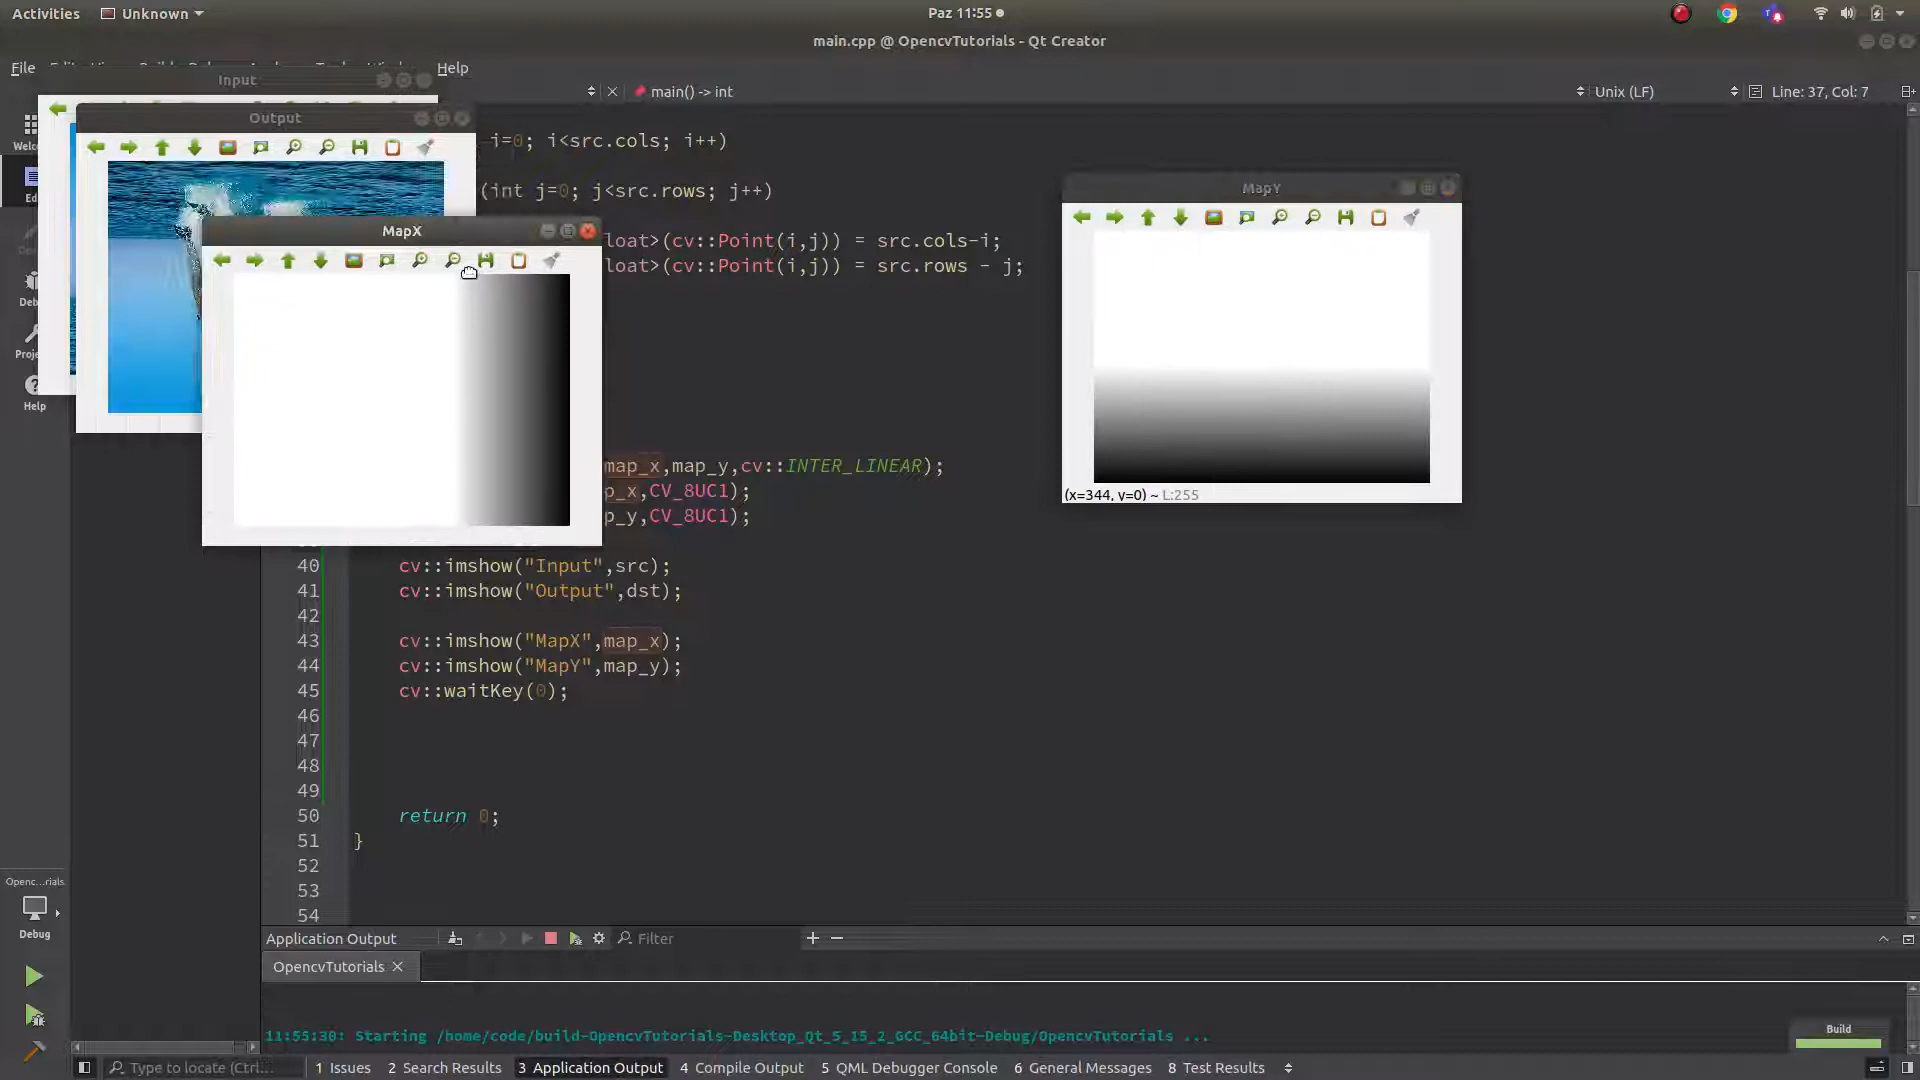 Activities Unknown Paz 11:55
main.cpp @ OpencvTutorials - Qt Creator
File Help
Input
main() -> int Unix (LF) Line: 37, Col: 7
Output
Welc
i=0; i<src.cols; i++)
(int j=0; j<src.rows; j++)
MapY
Ed
MapX
loat>(cv::Point(i,j)) = src.cols-i;
loat>(cv::Point(i,j)) = src.rows - j;
Deb
Proje
Help
map_x,map_y,cv::INTER_LINEAR);
p_x,CV_8UC1);
(x=344, y=0) ~ L:255
p_y,CV_8UC1);
40 cv::imshow("Input",src);
41 cv::imshow("Output",dst);
42
43 cv::imshow("MapX",map_x);
44 cv::imshow("MapY",map_y);
45 cv::waitKey(0);
46
47
48
49
50 return 0;
51 }
52
53
54
Openc...rials
Debug
Application Output Filter
OpencvTutorials
11:55:30: Starting /home/code/build-OpencvTutorials-Desktop_Qt_5_15_2_GCC_64bit-Debug/OpencvTutorials ...
Build
Type to locate (Ctrl... 1 Issues 2 Search Results 3 Application Output 4 Compile Output 5 QML Debugger Console 6 General Messages 8 Test Results